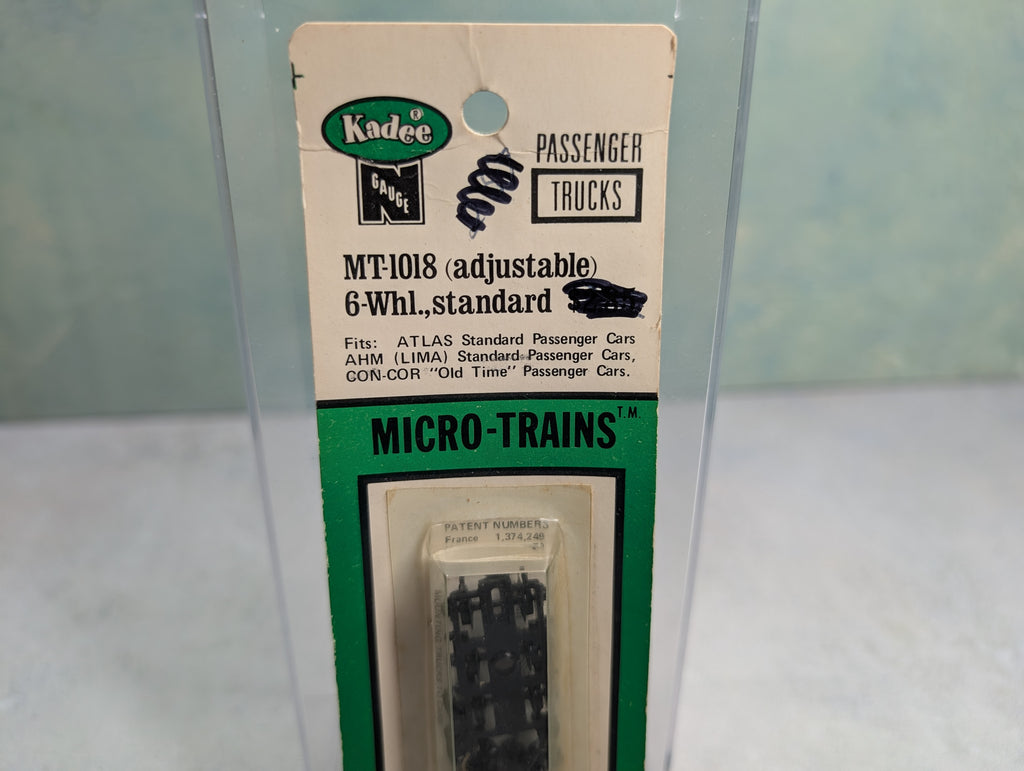 Kadee®
N GAUGE
PASSENGER
TRUCKS
MT-1018 (adjustable)
6-Whl.,standard
Fits: ATLAS Standard Passenger Cars
AHM (LIMA) Standard Passenger Cars,
CON-COR "Old Time" Passenger Cars.
MICRO-TRAINS T.M.
PATENT NUMBERS
France 1,374,249